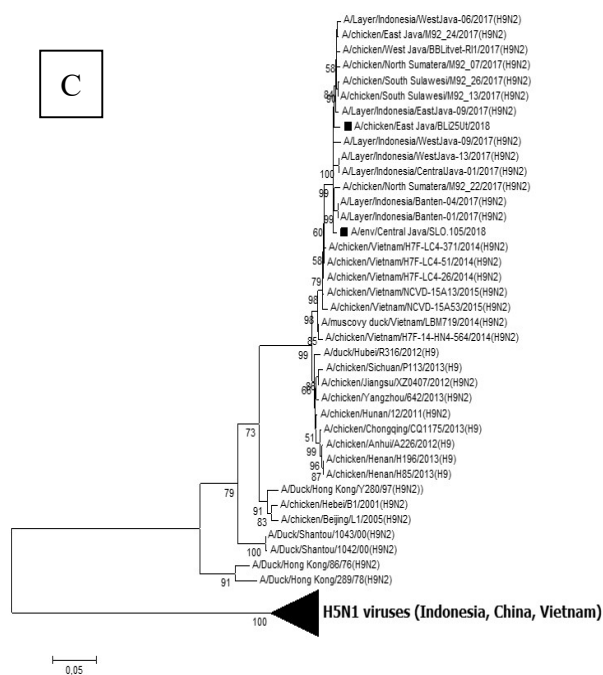 C
A/Layer/Indonesia/WestJava-06/2017(H9N2)
A/chicken/East Java/M92_24/2017(H9N2)
A/chicken/West Java/BBLitvet-RI1/2017(H9N2)
58
A/chicken/North Sumatera/M92_07/2017(H9N2)
A/chicken/South Sulawesi/M92_26/2017(H9N2)
A/chicken/South Sulawesi/M92_13/2017(H9N2)
A/Layer/Indonesia/EastJava-09/2017(H9N2)
A/chicken/East Java/BLi25Ut/2018
A/Layer/Indonesia/WestJava-09/2017(H9N2)
A/Layer/Indonesia/WestJava-13/2017(H9N2)
100
A/Layer/Indonesia/CentralJava-01/2017(H9N2)
99
A/chicken/North Sumatera/M92_22/2017(H9N2)
A/Layer/Indonesia/Banten-04/2017(H9N2)
99
A/Layer/Indonesia/Banten-01/2017(H9N2)
60
A/env/Central Java/SLO.105/2018
A/chicken/Vietnam/H7F-LC4-371/2014(H9N2)
58
A/chicken/Vietnam/H7F-LC4-51/2014(H9N2)
79
A/chicken/Vietnam/H7F-LC4-26/2014(H9N2)
98
A/chicken/Vietnam/NCVD-15A13/2015(H9N2)
A/chicken/Vietnam/NCVD-15A53/2015(H9N2)
98
A/muscovy duck/Vietnam/LBM719/2014(H9N2)
85
A/chicken/Vietnam/H7F-14-HN4-564/2014(H9N2)
99
A/duck/Hubei/R316/2012(H9)
A/chicken/Sichuan/P113/2013(H9)
A/chicken/Jiangsu/XZ0407/2012(H9N2)
A/chicken/Yangzhou/642/2013(H9N2)
A/chicken/Hunan/12/2011(H9N2)
A/chicken/Chongqing/CQ1175/2013(H9)
51
A/chicken/Anhui/A226/2012(H9)
99
A/chicken/Henan/H196/2013(H9)
96
A/chicken/Henan/H85/2013(H9)
87
73
A/Duck/Hong Kong/Y280/97(H9N2))
91
A/chicken/Hebei/B1/2001(H9N2)
83
A/chicken/Beijing/L1/2005(H9N2)
79
A/Duck/Shantou/1043/00(H9N2)
100
A/Duck/Shantou/1042/00(H9N2)
A/Duck/Hong Kong/86/76(H9N2)
91
A/Duck/Hong Kong/289/78(H9N2)
H5N1 viruses (Indonesia, China, Vietnam)
100
0,05